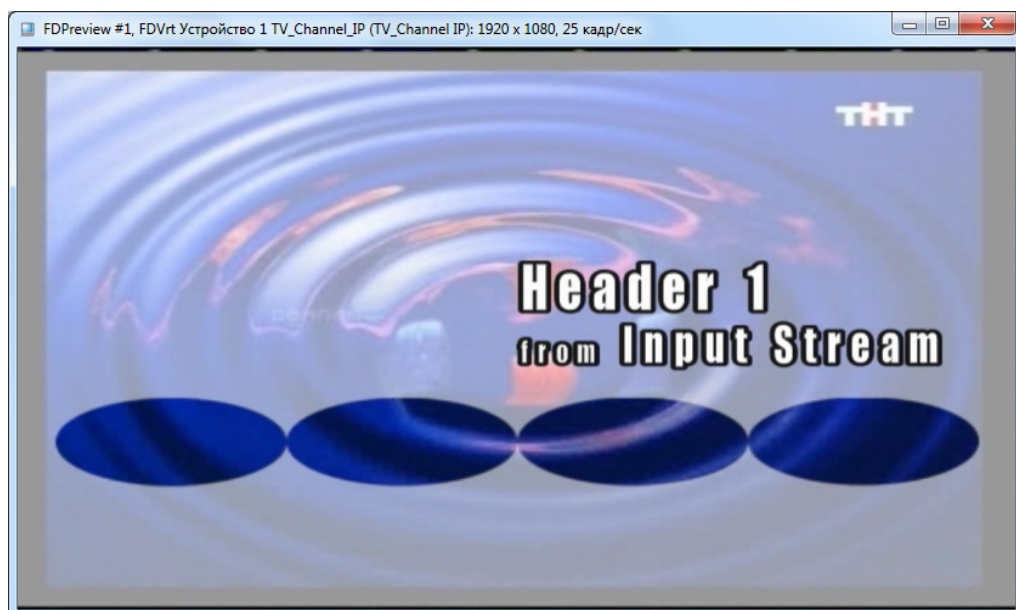 FDPreview #1, FDVrt Устройство 1 TV_Channel_IP (TV_Channel IP): 1920 x 1080, 25 кадр/сек
ТНТ
Header 1
from Input Stream